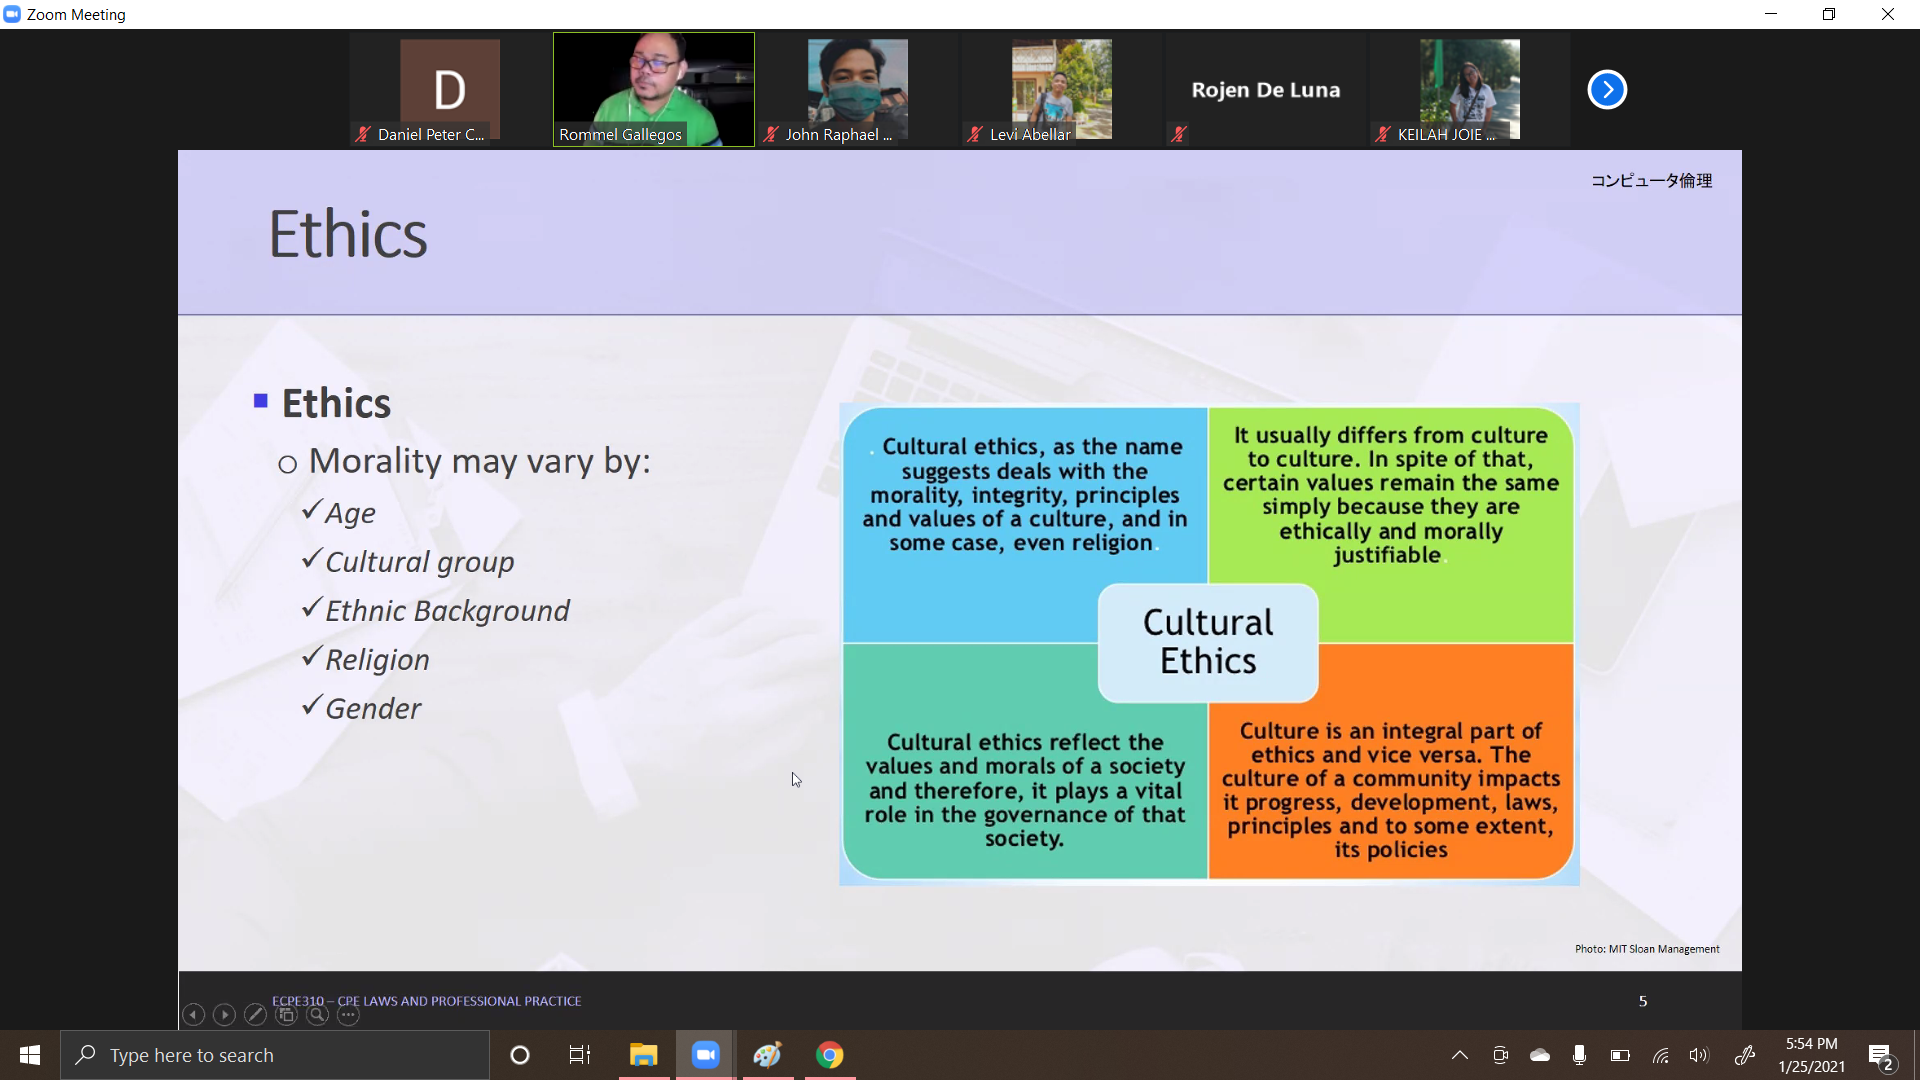 Zoom Meeting
D
Daniel Peter C...
Rommel Gallegos
John Raphael ...
Levi Abellar
Rojen De Luna
KEILAH JOIE ...
コンピュータ倫理
Ethics
Ethics
Morality may vary by:
Age
Cultural group
Ethnic Background
Religion
Gender
. Cultural ethics, as the name
suggests deals with the
morality, integrity, principles
and values of a culture, and in
some case, even religion.
It usually differs from culture
to culture. In spite of that,
certain values remain the same
simply because they are
ethically and morally
justifiable.
Cultural
Ethics
Cultural ethics reflect the
values and morals of a society
and therefore, it plays a vital
role in the governance of that
society.
Culture is an integral part of
ethics and vice versa. The
culture of a community impacts
it progress, development, laws,
principles and to some extent,
its policies
Photo: MIT Sloan Management
ECPE310 – CPE LAWS AND PROFESSIONAL PRACTICE
5
Type here to search
5:54 PM
1/25/2021
2